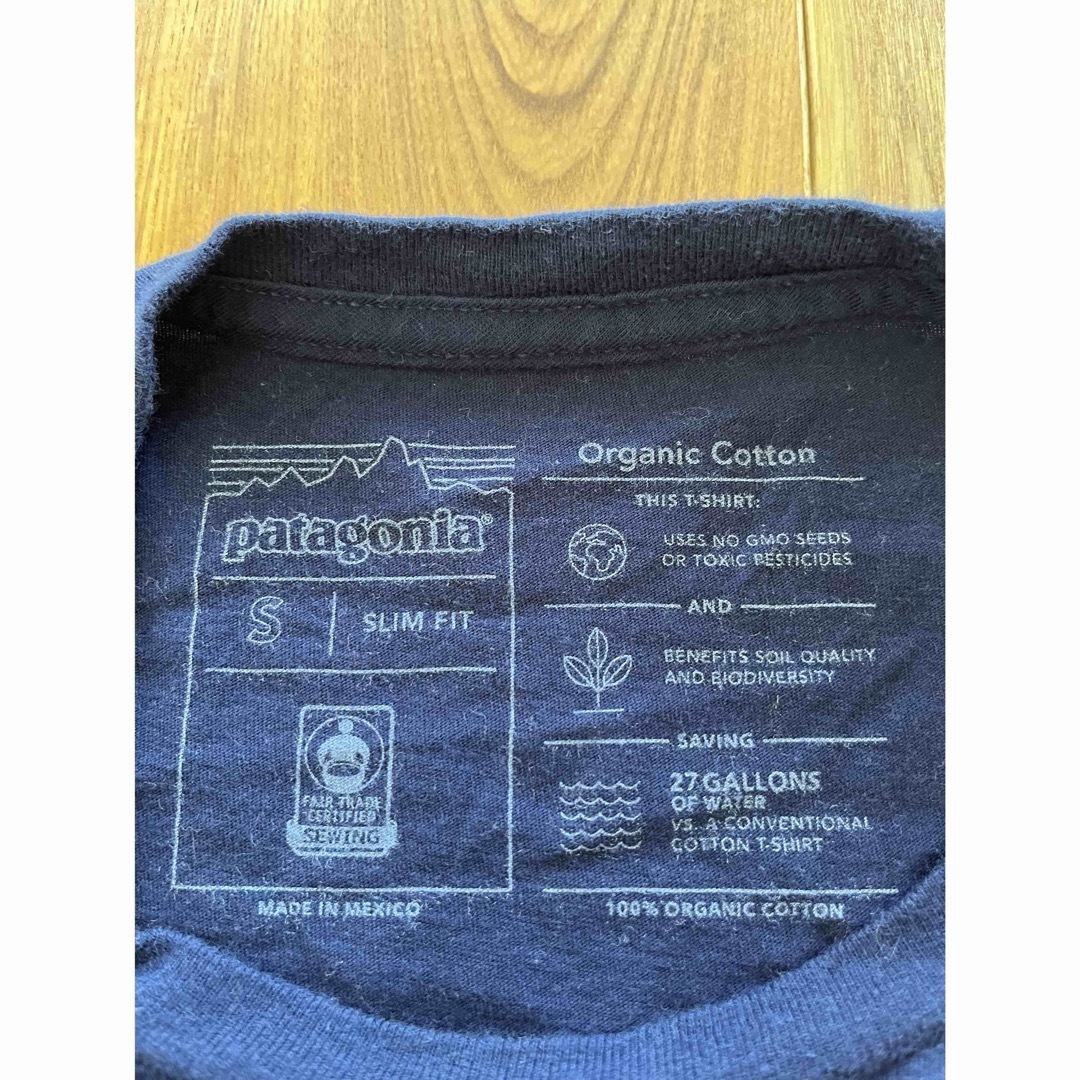 patagonia®
S | SLIM FIT
FAIR TRADE
CERTIFIED
SEWING
MADE IN MEXICO
Organic Cotton
THIS T-SHIRT:
USES NO GMO SEEDS
OR TOXIC PESTICIDES
AND
BENEFITS SOIL QUALITY
AND BIODIVERSITY
SAVING
27 GALLONS
OF WATER
VS. A CONVENTIONAL
COTTON T-SHIRT
100% ORGANIC COTTON